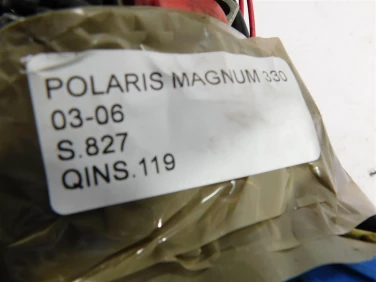 POLARIS MAGNUM 330
03-06
S.827
QINS.119